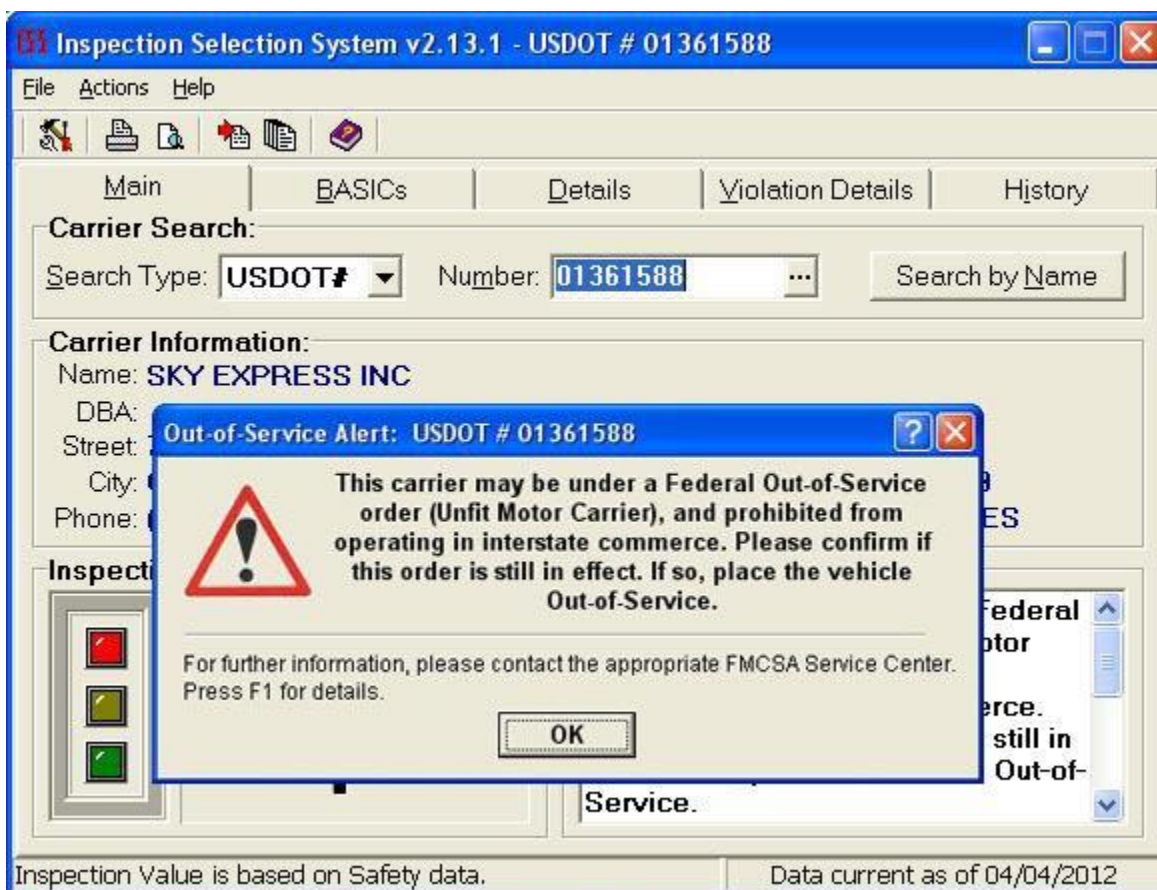 Inspection Selection System v2.13.1 - USDOT # 01361588
File Actions Help
Main BASICs Details Violation Details History
Carrier Search:
Search Type: USDOT# Number: 01361588 ... Search by Name
Carrier Information:
Name: SKY EXPRESS INC
DBA:
Street:
City:
Phone: ES
Out-of-Service Alert: USDOT # 01361588
This carrier may be under a Federal Out-of-Service
order (Unfit Motor Carrier), and prohibited from
operating in interstate commerce. Please confirm if
this order is still in effect. If so, place the vehicle
Out-of-Service.
For further information, please contact the appropriate FMCSA Service Center.
Press F1 for details.
OK
Inspecti
Federal
otor
erce.
still in
Out-of-
Service.
Inspection Value is based on Safety data. Data current as of 04/04/2012